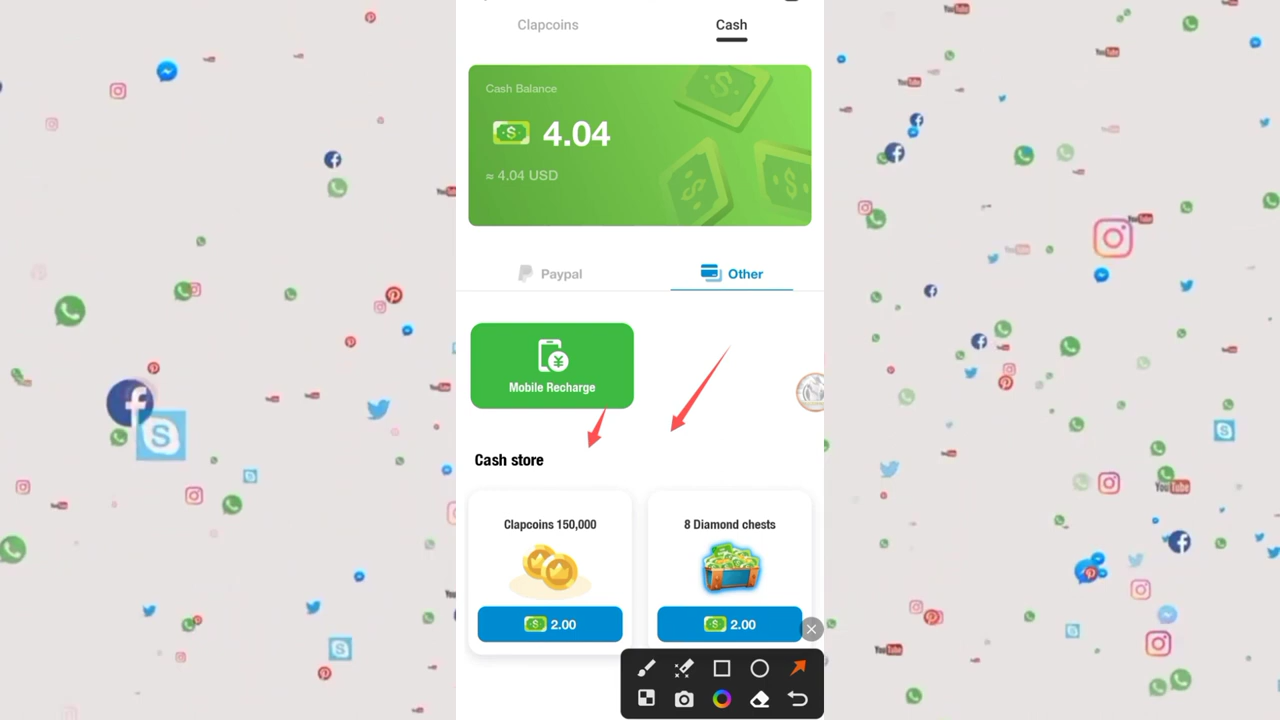 Clapcoins
Cash
Cash Balance
4.04
≈ 4.04 USD
Paypal
Other
Mobile Recharge
Cash store
Clapcoins 150,000
8 Diamond chests
2.00
2.00